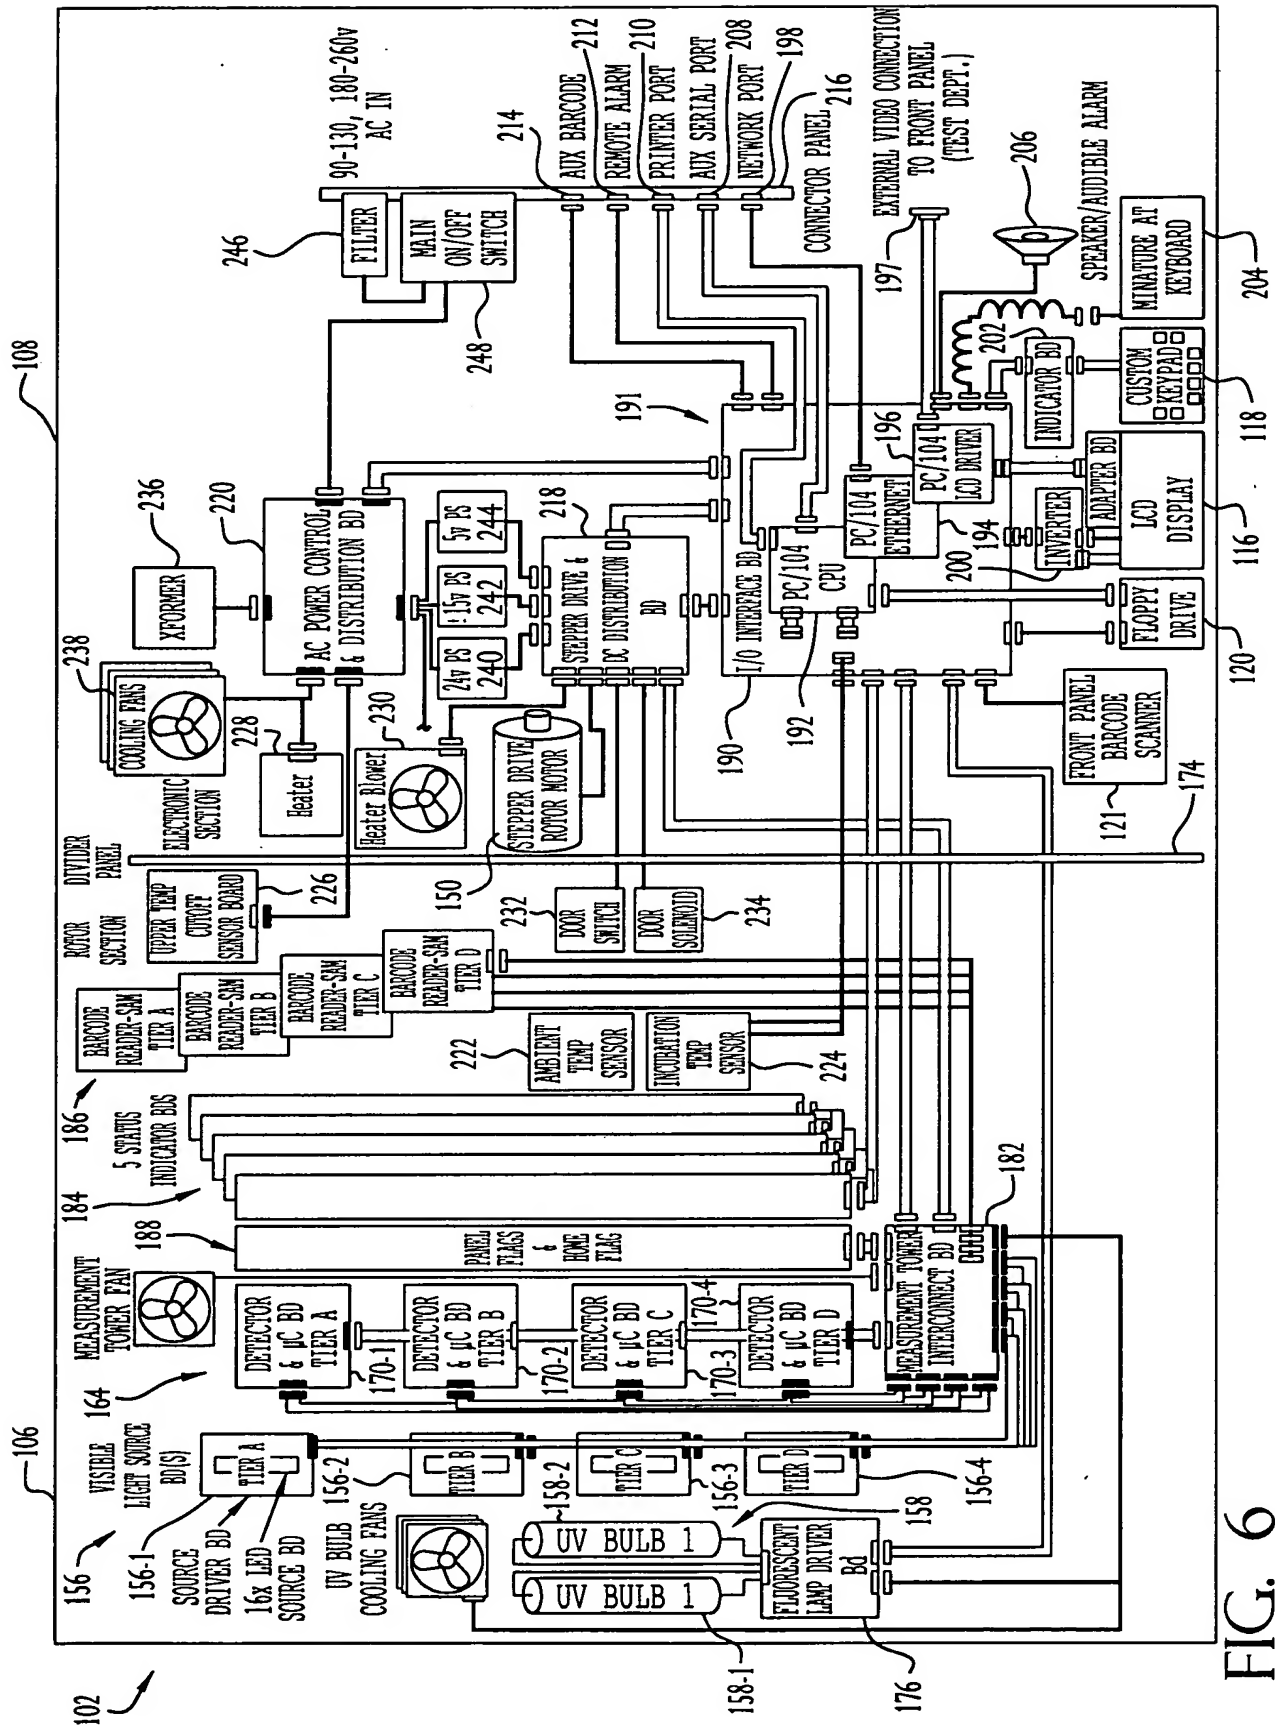 102
106
108
156
VISIBLE
LIGHT SOURCE
BD(S)
156-1
SOURCE
DRIVER BD
16x LED
SOURCE BD
TIER A
TIER B
156-2
TIER C
156-3
TIER D
156-4
UV BULB
COOLING FANS
158-2
UV BULB 1
UV BULB 1
158
158-1
FLUORESCENT
LAMP DRIVER
Bd
176
MEASUREMENT
TOWER FAN
164
DETECTOR
& µC BD
TIER A
170-1
DETECTOR
& µC BD
TIER B
170-2
DETECTOR
& µC BD
TIER C
170-3
DETECTOR
& µC BD
TIER D
170-4
188
PANEL
FLAGS
&
HOME
FLAG
MEASUREMENT TOWER
INTERCONNECT BD
182
184
5 STATUS
INDICATOR BDS
186
BARCODE
READER-SAM
TIER A
BARCODE
READER-SAM
TIER B
BARCODE
READER-SAM
TIER C
BARCODE
READER-SAM
TIER D
222
AMBIENT
TEMP
SENSOR
INCUBATION
TEMP
SENSOR
224
ROTOR
SECTION
DIVIDER
PANEL
ELECTRONIC
SECTION
UPPER TEMP
CUTOFF
SENSOR BOARD
226
232
DOOR
SWITCH
DOOR
SOLENOID
234
174
238
COOLING FANS
228
Heater
Heater Blower
230
150
STEPPER DRIVE
ROTOR MOTOR
236
XFORMER
220
AC POWER CONTROL
& DISTRIBUTION BD
24v PS
240
±15v PS
242
5v PS
244
218
STEPPER DRIVE &
DC DISTRIBUTION
BD
190
I/O INTERFACE BD
191
192
PC/104
CPU
PC/104
ETHERNET
194
196
PC/104
LCD DRIVER
FRONT PANEL
BARCODE
SCANNER
121
FLOPPY
DRIVE
120
200
INVERTER
ADAPTER BD
LCD
DISPLAY
116
INDICATOR BD
202
CUSTOM
KEYPAD
118
MINATURE AT
KEYBOARD
204
SPEAKER/AUDIBLE ALARM
206
197
EXTERNAL VIDEO CONNECTION
TO FRONT PANEL
(TEST DEPT.)
246
FILTER
MAIN
ON/OFF
SWITCH
248
90-130, 180-260v
AC IN
214
AUX BARCODE
212
REMOTE ALARM
210
PRINTER PORT
208
AUX SERIAL PORT
198
NETWORK PORT
216
CONNECTOR PANEL
FIG. 6